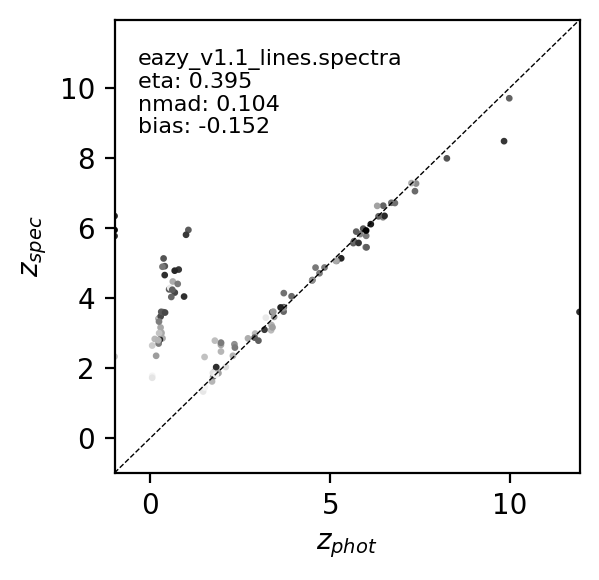 eazy_v1.1_lines.spectra
eta: 0.395
nmad: 0.104
bias: -0.152
10
8
6
4
2
0
z_spec
0 5 10
z_phot